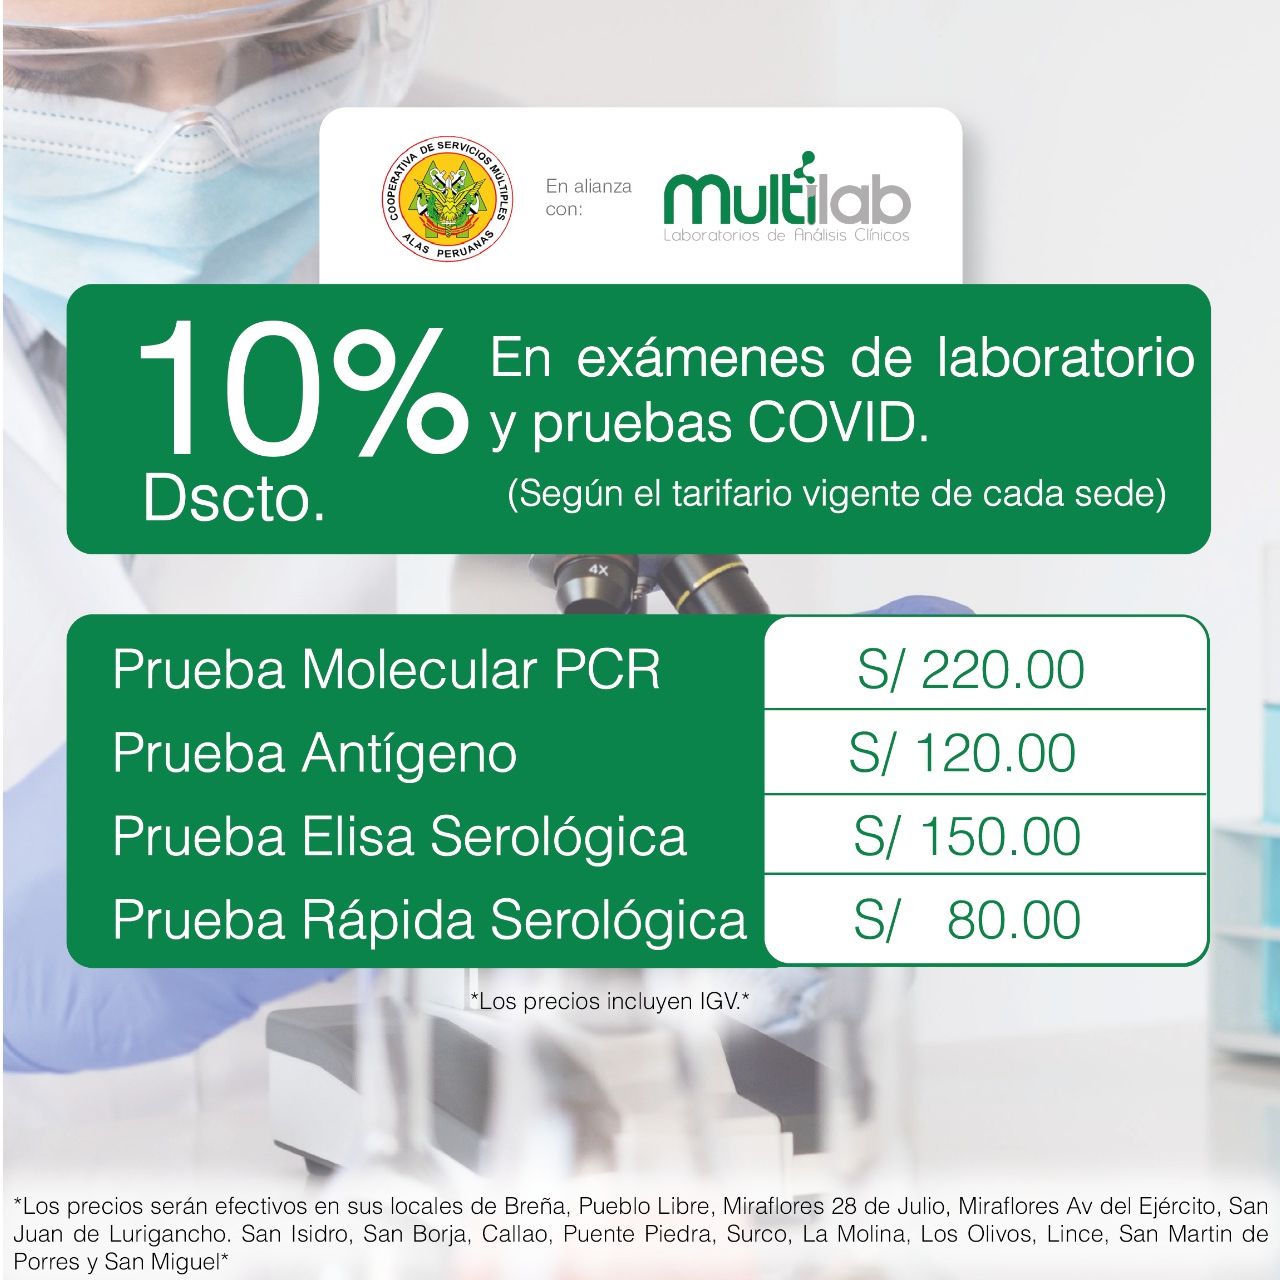 COOPERATIVA DE SERVICIOS MÚLTIPLES
ALAS PERUANAS
En alianza
con:
multilab
Laboratorios de Análisis Clínicos
10%
Dscto.
En exámenes de laboratorio
y pruebas COVID.
(Según el tarifario vigente de cada sede)
4X
Prueba Molecular PCR S/ 220.00
Prueba Antígeno S/ 120.00
Prueba Elisa Serológica S/ 150.00
Prueba Rápida Serológica S/ 80.00
*Los precios incluyen IGV.*
*Los precios serán efectivos en sus locales de Breña, Pueblo Libre, Miraflores 28 de Julio, Miraflores Av del Ejército, San
Juan de Lurigancho. San Isidro, San Borja, Callao, Puente Piedra, Surco, La Molina, Los Olivos, Lince, San Martin de
Porres y San Miguel*